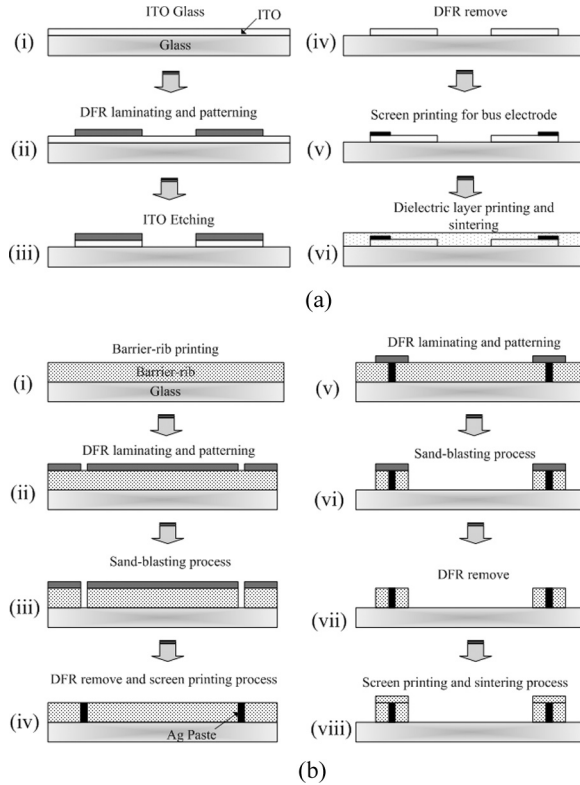 ITO Glass
ITO
(i)
Glass
DFR laminating and patterning
(ii)
ITO Etching
(iii)
DFR remove
(iv)
Screen printing for bus electrode
(v)
Dielectric layer printing and
sintering
(vi)
(a)
Barrier-rib printing
(i)
Barrier-rib
Glass
DFR laminating and patterning
(ii)
Sand-blasting process
(iii)
DFR remove and screen printing process
(iv)
Ag Paste
DFR laminating and patterning
(v)
Sand-blasting process
(vi)
DFR remove
(vii)
Screen printing and sintering process
(viii)
(b)